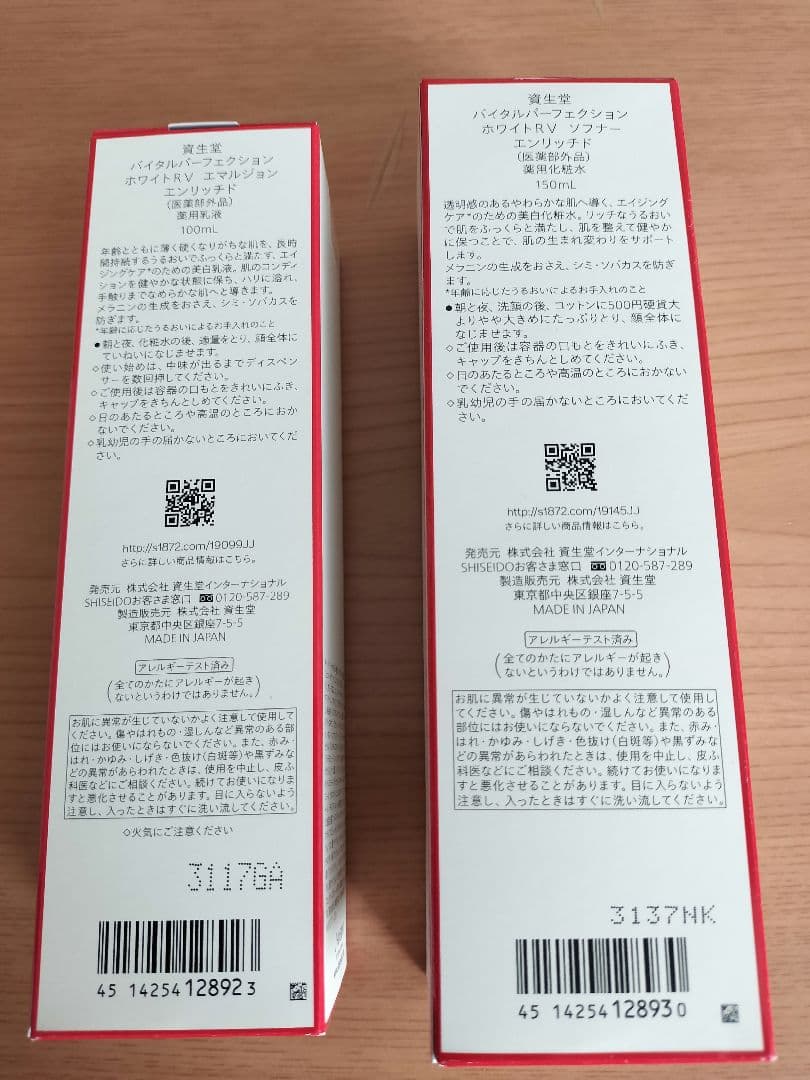 資生堂
バイタルパーフェクション
ホワイトRV エマルジョン
エンリッチド
(医薬部外品)
薬用乳液
100mL
年齢とともに薄く硬くなりがちな肌を、長時
間持続するうるおいでふっくらと満たす、エイ
ジングケア*のための美白乳液。肌のコンディ
ションを健やかな状態に保ち、ハリに溢れ、
手触りまでなめらかな肌へと導きます。
メラニンの生成をおさえ、シミ・ソバカスを
防ぎます。
*年齢に応じたうるおいによるお手入れのこと
●朝と夜、化粧水の後、適量をとり、顔全体に
ていねいになじませます。
◇使い始めは、中味が出るまでディスペン
サーを数回押してください。
◇ご使用後は容器の口もとをきれいにふき、
キャップをきちんとしめてください。
◇日のあたるところや高温のところにおか
ないでください。
◇乳幼児の手の届かないところにおいてくだ
さい。
http://s1872.com/19099JJ
さらに詳しい商品情報はこちら。
発売元 株式会社 資生堂インターナショナル
SHISEIDOお客さま窓口 0120-587-289
製造販売元 株式会社 資生堂
東京都中央区銀座7-5-5
MADE IN JAPAN
アレルギーテスト済み
(全てのかたにアレルギーが起き
ないというわけではありません。)
お肌に異常が生じていないかよく注意して使用して
ください。傷やはれもの・湿しんなど異常のある部
位にはお使いにならないでください。また、赤み・
はれ・かゆみ・しげき・色抜け(白斑等)や黒ずみな
どの異常があらわれたときは、使用を中止し、皮ふ
科医などにご相談ください。続けてお使いになりま
すと悪化させることがあります。目に入らないよう
注意し、入ったときはすぐに洗い流してください。
◇火気にご注意ください
3117GA
45 14254 12892 3
資生堂
バイタルパーフェクション
ホワイトRV ソフナー
エンリッチド
(医薬部外品)
薬用化粧水
150mL
透明感のあるやわらかな肌へ導く、エイジング
ケア*のための美白化粧水。リッチなうるおい
で肌をふっくらと満たし、肌を整えて健やか
に保つことで、肌の生まれ変わりをサポート
します。
メラニンの生成をおさえ、シミ・ソバカスを防ぎ
ます。
*年齢に応じたうるおいによるお手入れのこと
●朝と夜、洗顔の後、コットンに500円硬貨大
よりやや大きめにたっぷりとり、顔全体に
なじませます。
◇ご使用後は容器の口もとをきれいにふき、
キャップをきちんとしめてください。
◇日のあたるところや高温のところにおかない
でください。
◇乳幼児の手の届かないところにおいてくだ
さい。
http://s1872.com/19145JJ
さらに詳しい商品情報はこちら。
発売元 株式会社 資生堂インターナショナル
SHISEIDOお客さま窓口 0120-587-289
製造販売元 株式会社 資生堂
東京都中央区銀座7-5-5
MADE IN JAPAN
アレルギーテスト済み
(全てのかたにアレルギーが起き
ないというわけではありません。)
お肌に異常が生じていないかよく注意して使用し
てください。傷やはれもの・湿しんなど異常のある
部位にはお使いにならないでください。また、赤み・
はれ・かゆみ・しげき・色抜け(白斑等)や黒ずみな
どの異常があらわれたときは、使用を中止し、皮ふ
科医などにご相談ください。続けてお使いになりま
すと悪化させることがあります。目に入らないよう
注意し、入ったときはすぐに洗い流してください。
3137NK
45 14254 12893 0